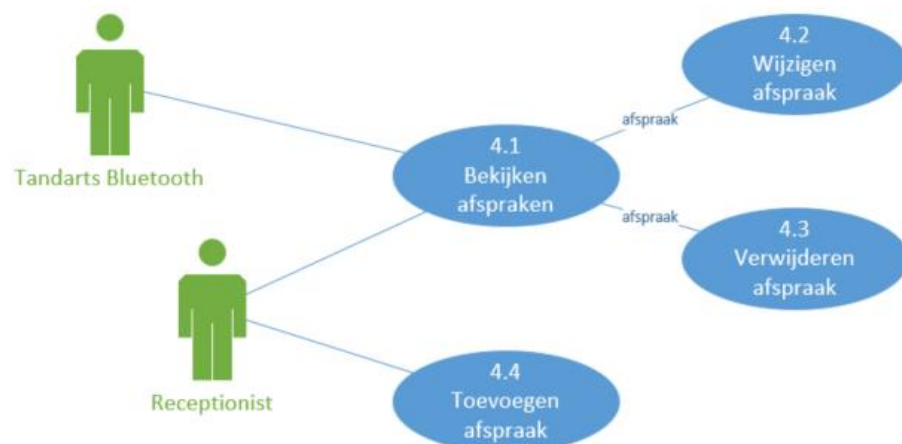 4.2
Wijzigen
afspraak
afspraak
4.1
Bekijken
afspraken
Tandarts Bluetooth
afspraak
4.3
Verwijderen
afspraak
4.4
Toevoegen
afspraak
Receptionist